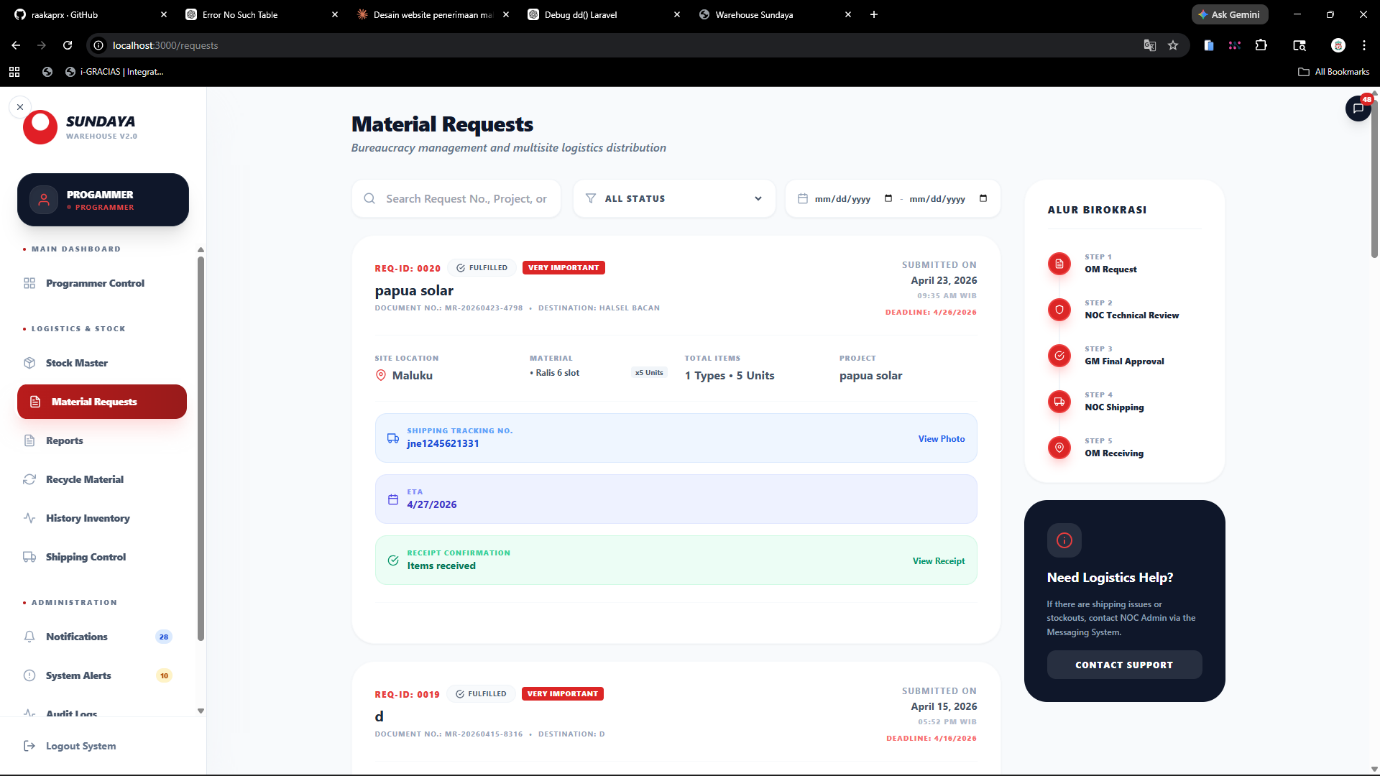 raakaprx · GitHub
Error No Such Table
Desain website penerimaan ma
Debug dd() Laravel
Warehouse Sundaya
Ask Gemini
localhost:3000/requests
i-GRACIAS | Integrat...
All Bookmarks
SUNDAYA
WAREHOUSE V2.0
PROGAMMER
PROGRAMMER
MAIN DASHBOARD
Programmer Control
LOGISTICS & STOCK
Stock Master
Material Requests
Reports
Recycle Material
History Inventory
Shipping Control
ADMINISTRATION
Notifications 28
System Alerts 10
Audit Logs
Logout System
Material Requests
Bureaucracy management and multisite logistics distribution
48
Search Request No., Project, or
ALL STATUS
mm/dd/yyyy - mm/dd/yyyy
REQ-ID: 0020 FULFILLED VERY IMPORTANT
papua solar
DOCUMENT NO.: MR-20260423-4798 • DESTINATION: HALSEL BACAN
SUBMITTED ON
April 23, 2026
09:35 AM WIB
DEADLINE: 4/26/2026
SITE LOCATION
Maluku
MATERIAL
• Ralis 6 slot x5 Units
TOTAL ITEMS
1 Types • 5 Units
PROJECT
papua solar
SHIPPING TRACKING NO.
jne1245621331
View Photo
ETA
4/27/2026
RECEIPT CONFIRMATION
Items received
View Receipt
REQ-ID: 0019 FULFILLED VERY IMPORTANT
d
DOCUMENT NO.: MR-20260415-8316 • DESTINATION: D
SUBMITTED ON
April 15, 2026
05:52 PM WIB
DEADLINE: 4/16/2026
ALUR BIROKRASI
STEP 1
OM Request
STEP 2
NOC Technical Review
STEP 3
GM Final Approval
STEP 4
NOC Shipping
STEP 5
OM Receiving
Need Logistics Help?
If there are shipping issues or
stockouts, contact NOC Admin via the
Messaging System.
CONTACT SUPPORT